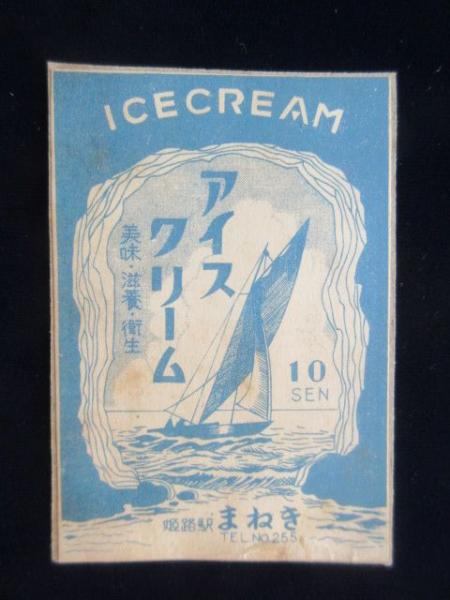 ICECREAM
アイス
クリーム
美味・滋養・衛生
10
SEN
姫路駅 まねき
TEL No.255